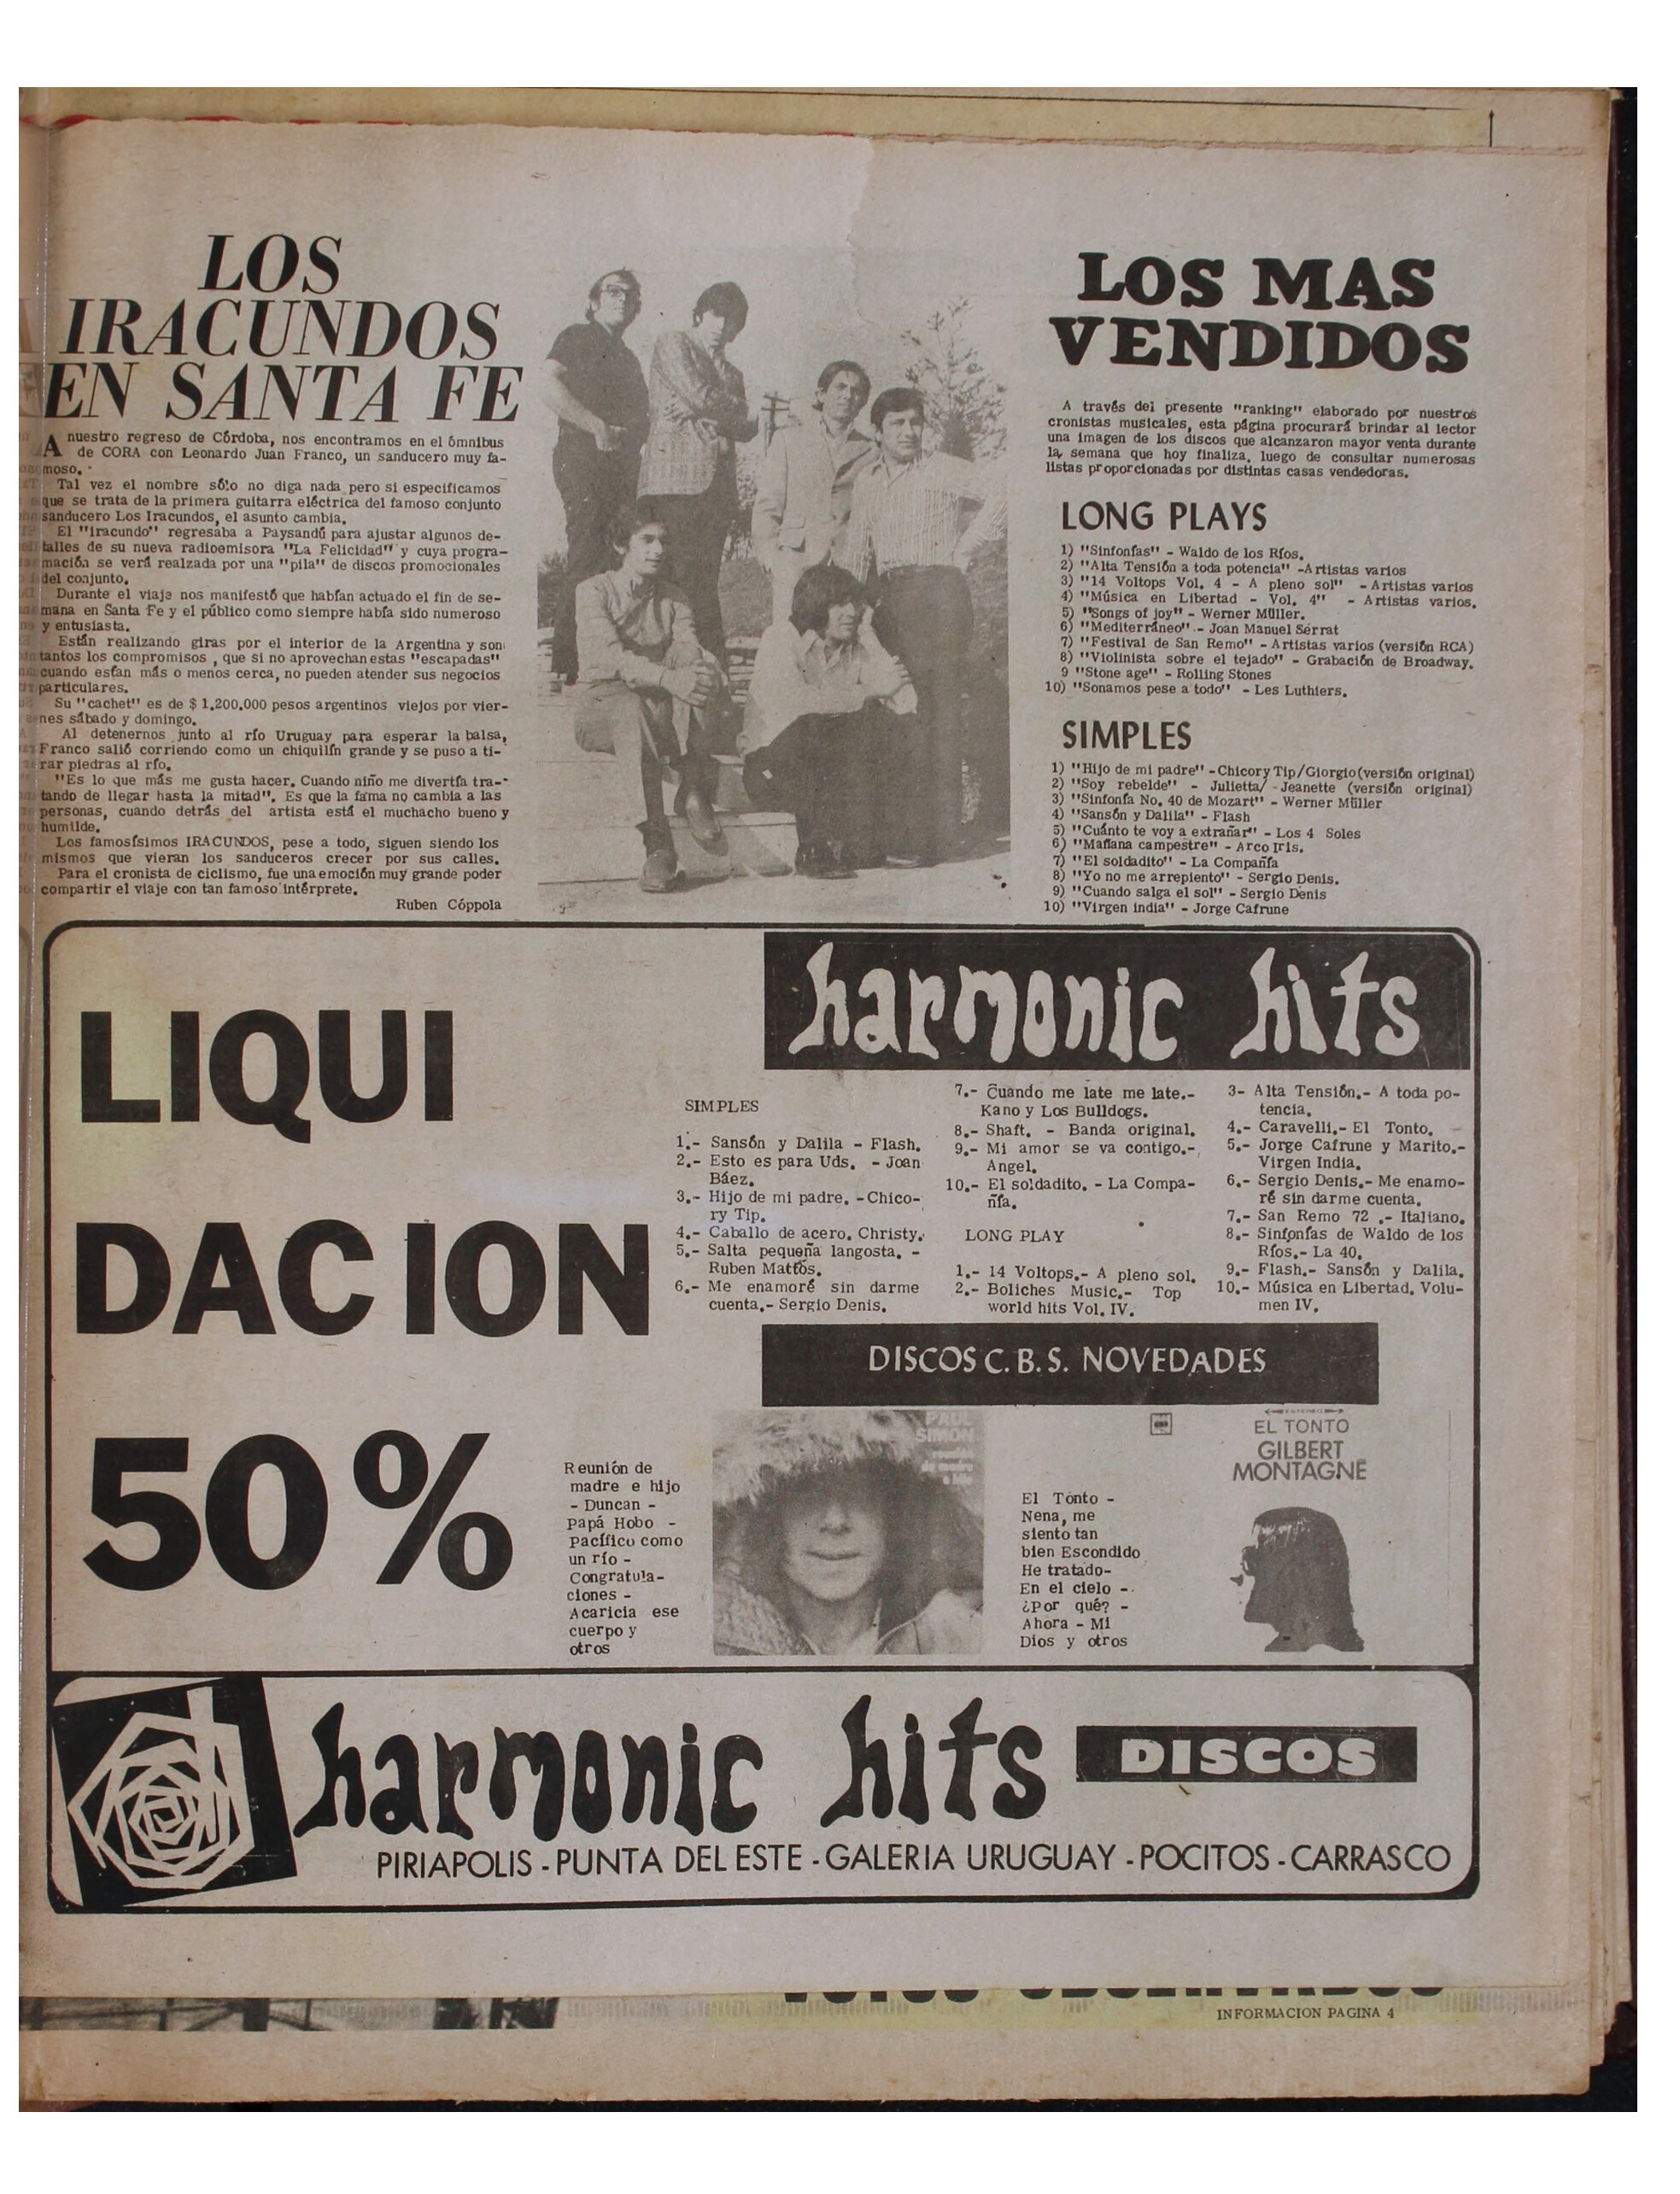 LOS
IRACUNDOS
EN SANTA FE
A nuestro regreso de Córdoba, nos encontramos en el ómnibus
de CORA con Leonardo Juan Franco, un sanducero muy fa-
moso.
Tal vez el nombre sólo no diga nada pero si especificamos
que se trata de la primera guitarra eléctrica del famoso conjunto
sanducero Los Iracundos, el asunto cambia.
El "iracundo" regresaba a Paysandú para ajustar algunos de-
talles de su nueva radioemisora "La Felicidad" y cuya progra-
mación se verá realzada por una "pila" de discos promocionales
del conjunto.
Durante el viaje nos manifestó que habían actuado el fin de se-
mana en Santa Fe y el público como siempre había sido numeroso
y entusiasta.
Están realizando giras por el interior de la Argentina y son
tantos los compromisos , que si no aprovechan estas "escapadas"
cuando están más o menos cerca, no pueden atender sus negocios
particulares.
Su "cachet" es de $ 1.200.000 pesos argentinos viejos por vier-
nes sábado y domingo.
Al detenernos junto al río Uruguay para esperar la balsa,
Franco salió corriendo como un chiquilín grande y se puso a ti-
rar piedras al río.
"Es lo que más me gusta hacer. Cuando niño me divertía tra-
tando de llegar hasta la mitad". Es que la fama no cambia a las
personas, cuando detrás del artista está el muchacho bueno y
humilde.
Los famosísimos IRACUNDOS, pese a todo, siguen siendo los
mismos que vieran los sanduceros crecer por sus calles.
Para el cronista de ciclismo, fue una emoción muy grande poder
compartir el viaje con tan famoso intérprete.
Ruben Cóppola
LOS MAS
VENDIDOS
A través del presente "ranking" elaborado por nuestros
cronistas musicales, esta página procurará brindar al lector
una imagen de los discos que alcanzaron mayor venta durante
la semana que hoy finaliza, luego de consultar numerosas
listas proporcionadas por distintas casas vendedoras.
LONG PLAYS
1) "Sinfonías" - Waldo de los Ríos.
2) "Alta Tensión a toda potencia" -Artistas varios
3) "14 Voltops Vol. 4 - A pleno sol" - Artistas varios
4) "Música en Libertad - Vol. 4" - Artistas varios.
5) "Songs of joy" - Werner Müller.
6) "Mediterráneo" - Joan Manuel Serrat
7) "Festival de San Remo" - Artistas varios (versión RCA)
8) "Violinista sobre el tejado" - Grabación de Broadway.
9 "Stone age" - Rolling Stones
10) "Sonamos pese a todo" - Les Luthiers.
SIMPLES
1) "Hijo de mi padre" -Chicory Tip/Giorgio(versión original)
2) "Soy rebelde" - Julietta/ -Jeanette (versión original)
3) "Sinfonía No. 40 de Mozart" - Werner Müller
4) "Sansón y Dalila" - Flash
5) "Cuánto te voy a extrañar" - Los 4 Soles
6) "Mañana campestre" - Arco Iris.
7) "El soldadito" - La Compañía
8) "Yo no me arrepiento" - Sergio Denis.
9) "Cuando salga el sol" - Sergio Denis
10) "Virgen india" - Jorge Cafrune
LIQUI
DACION
50%
harmonic hits
SIMPLES
1.- Sansón y Dalila - Flash.
2.- Esto es para Uds. - Joan
Báez.
3.- Hijo de mi padre. -Chico-
ry Tip.
4.- Caballo de acero. Christy.
5.- Salta pequeña langosta. -
Ruben Mattos.
6.- Me enamoré sin darme
cuenta.- Sergio Denis.
7.- Cuando me late me late.-
Kano y Los Bulldogs.
8.- Shaft. - Banda original.
9.- Mi amor se va contigo.-
Angel.
10.- El soldadito. - La Compa-
ñía.
LONG PLAY
1.- 14 Voltops.- A pleno sol.
2.- Boliches Music.- Top
world hits Vol. IV.
3- Alta Tensión.- A toda po-
tencia.
4.- Caravelli.- El Tonto.
5.- Jorge Cafrune y Marito.-
Virgen India.
6.- Sergio Denis.- Me enamo-
ré sin darme cuenta.
7.- San Remo 72 .- Italiano.
8.- Sinfonías de Waldo de los
Ríos.- La 40.
9.- Flash.- Sansón y Dalila.
10.- Música en Libertad. Volu-
men IV.
DISCOS C.B.S. NOVEDADES
Reunión de
madre e hijo
- Duncan -
Papá Hobo -
Pacífico como
un río -
Congratula-
ciones -
Acaricia ese
cuerpo y
otros
PAUL
SIMON
El Tonto -
Nena, me
siento tan
bien Escondido
He tratado-
En el cielo -
¿Por qué? -
Ahora - Mi
Dios y otros
ESTEREO
EL TONTO
GILBERT
MONTAGNE
harmonic hits DISCOS
PIRIAPOLIS - PUNTA DEL ESTE - GALERIA URUGUAY - POCITOS - CARRASCO
INFORMACION PAGINA 4